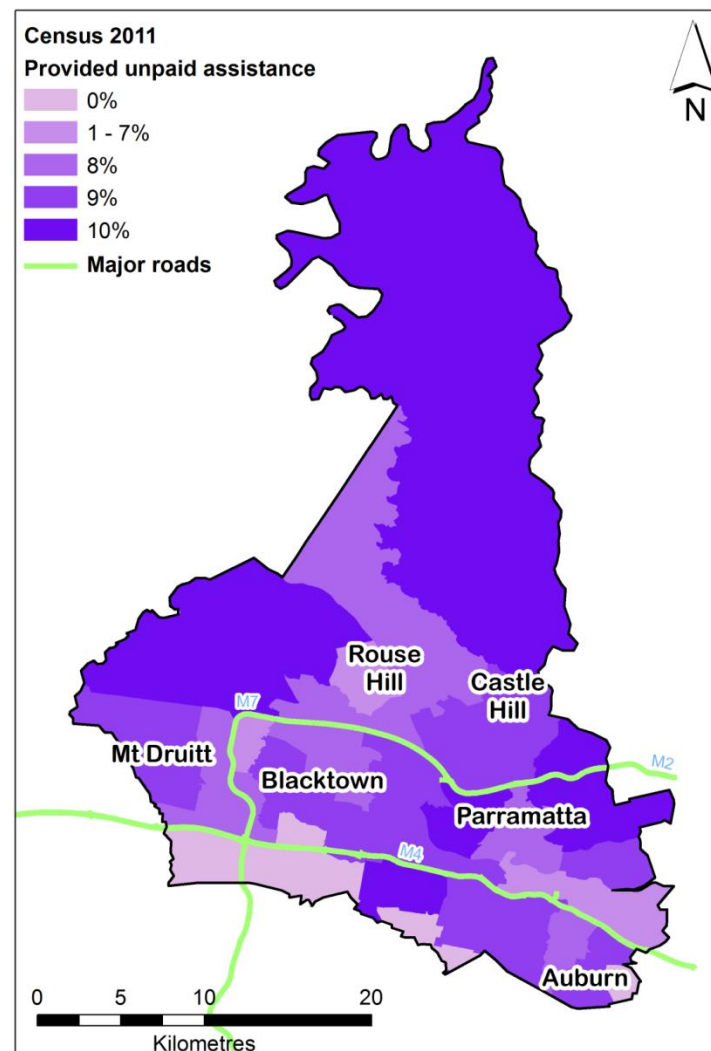 Census 2011
Provided unpaid assistance
0%
1 - 7%
8%
9%
10%
Major roads
N
Rouse
Hill
Castle
Hill
M7
Mt Druitt
Blacktown
M2
Parramatta
M4
Auburn
0 5 10 20
Kilometres